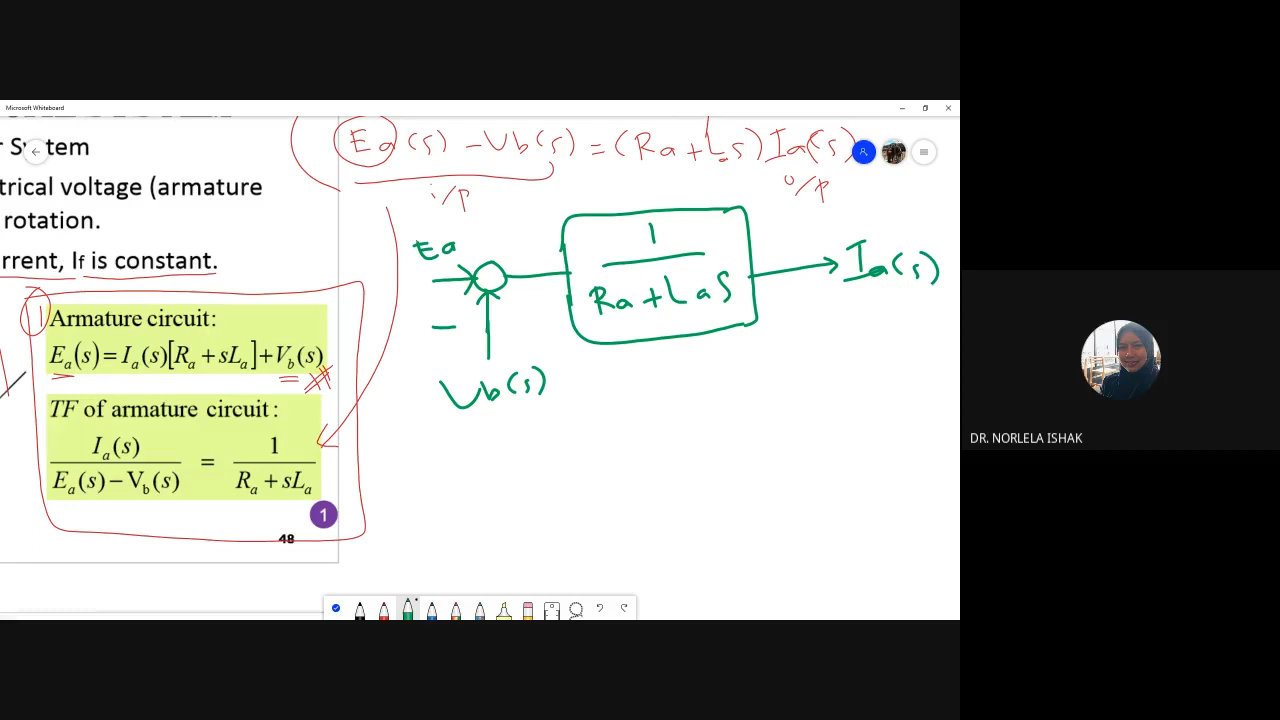 Microsoft Whiteboard
r System
Ea(s) - Vb(s) = (Ra + Las) Ia(s)
i/p
o/p
trical voltage (armature
rotation.
rrent, If is constant.
Ea
1
Ra + LaS
Ia(s)
-
Vb(s)
1
Armature circuit:
Ea(s) = Ia(s)[Ra + sLa] + Vb(s)
TF of armature circuit:
Ia(s)
Ea(s) − Vb(s)
=
1
Ra + sLa
1
48
DR. NORLELA ISHAK